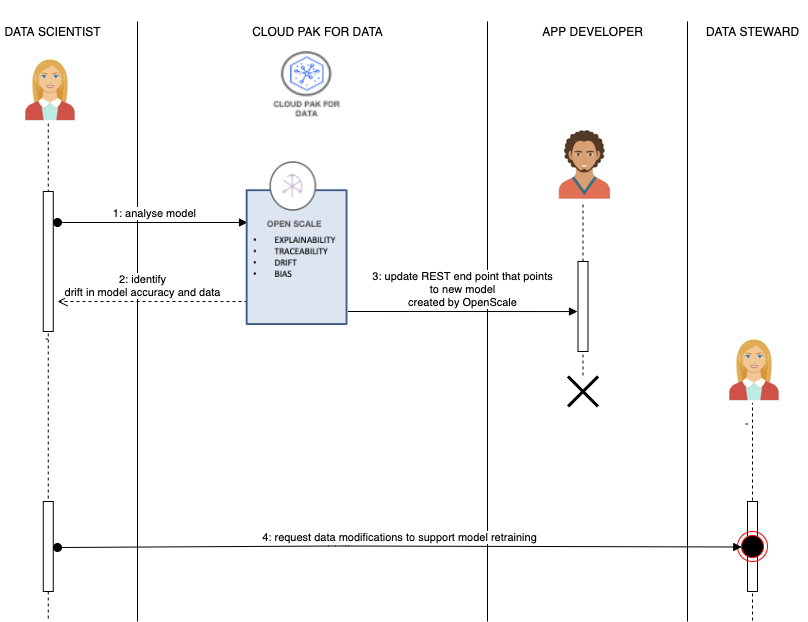 DATA SCIENTIST
CLOUD PAK FOR DATA
APP DEVELOPER
DATA STEWARD
CLOUD PAK FOR
DATA
1: analyse model
OPEN SCALE
• EXPLAINABILITY
• TRACEABILITY
• DRIFT
• BIAS
2: identify
drift in model accuracy and data
3: update REST end point that points
to new model
created by OpenScale
4: request data modifications to support model retraining